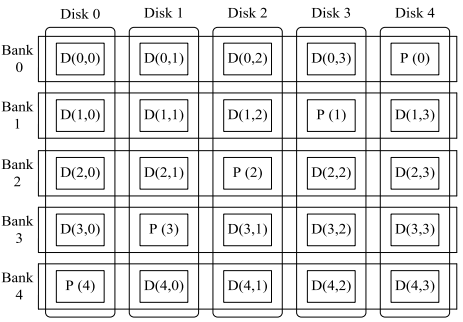 Disk 0 Disk 1 Disk 2 Disk 3 Disk 4
Bank 0 D(0,0) D(0,1) D(0,2) D(0,3) P (0)
Bank 1 D(1,0) D(1,1) D(1,2) P (1) D(1,3)
Bank 2 D(2,0) D(2,1) P (2) D(2,2) D(2,3)
Bank 3 D(3,0) P (3) D(3,1) D(3,2) D(3,3)
Bank 4 P (4) D(4,0) D(4,1) D(4,2) D(4,3)